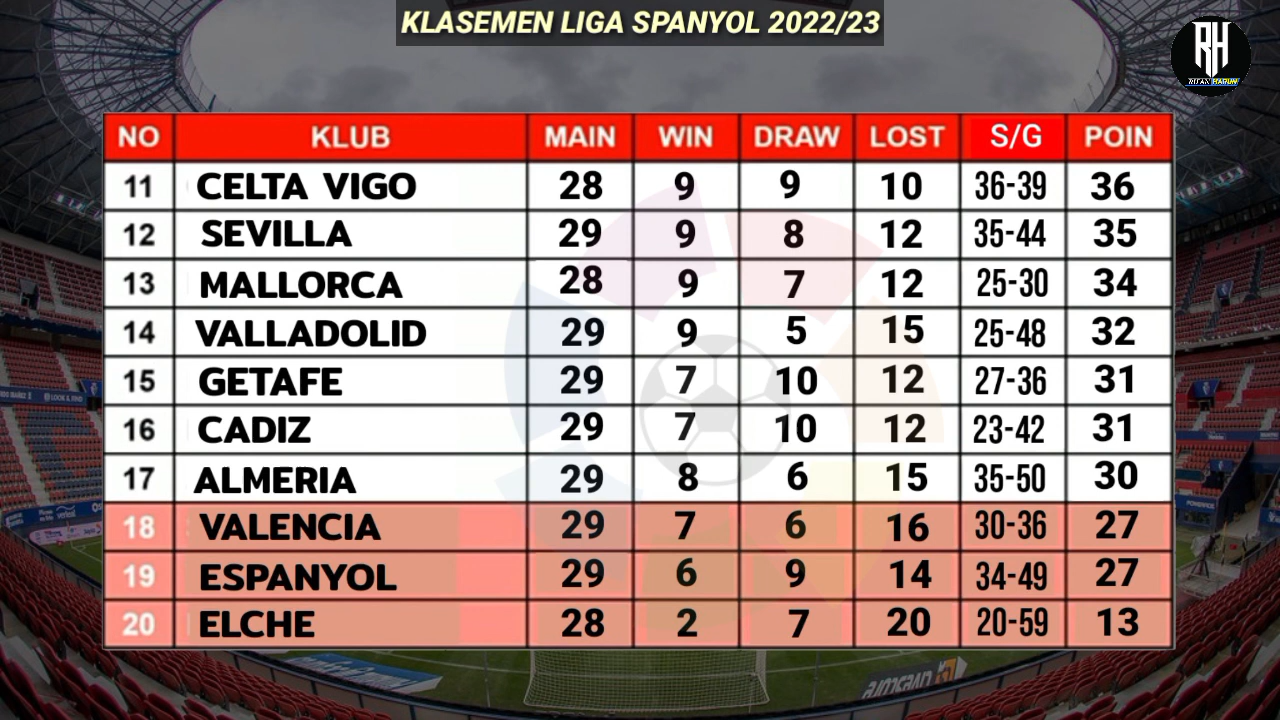 KLASEMEN LIGA SPANYOL 2022/23
RH
NO KLUB MAIN WIN DRAW LOST S/G POIN
11 CELTA VIGO 28 9 9 10 36-39 36
12 SEVILLA 29 9 8 12 35-44 35
13 MALLORCA 28 9 7 12 25-30 34
14 VALLADOLID 29 9 5 15 25-48 32
15 GETAFE 29 7 10 12 27-36 31
16 CADIZ 29 7 10 12 23-42 31
17 ALMERIA 29 8 6 15 35-50 30
18 VALENCIA 29 7 6 16 30-36 27
19 ESPANYOL 29 6 9 14 34-49 27
20 ELCHE 28 2 7 20 20-59 13